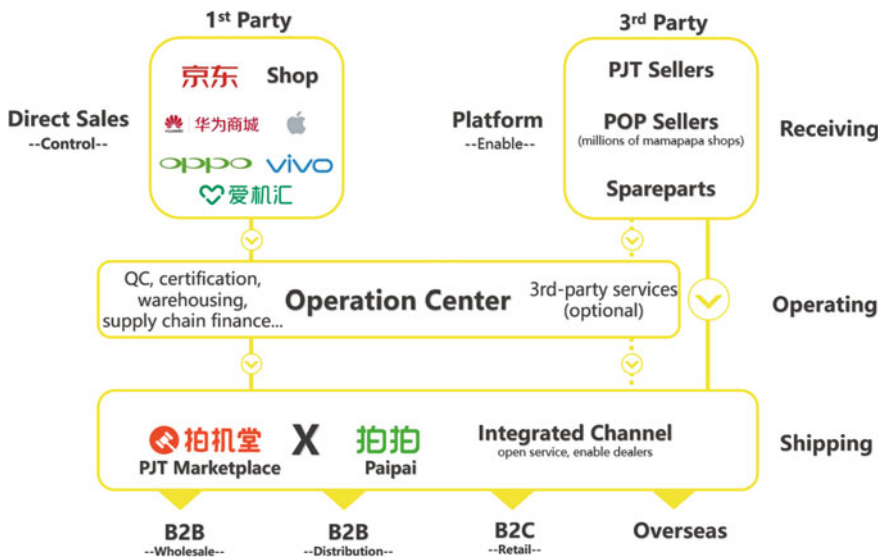 1st Party
3rd Party
京东 Shop
HUAWEI 华为商城
oppo vivo
爱机汇
Direct Sales
--Control--
Platform
--Enable--
PJT Sellers
POP Sellers
(millions of mamapapa shops)
Spareparts
Receiving
QC, certification,
warehousing,
supply chain finance...
Operation Center
3rd-party services
(optional)
Operating
拍机堂 X 拍拍
PJT Marketplace
Paipai
Integrated Channel
open service, enable dealers
Shipping
B2B
--Wholesale--
B2B
--Distribution--
B2C
--Retail--
Overseas